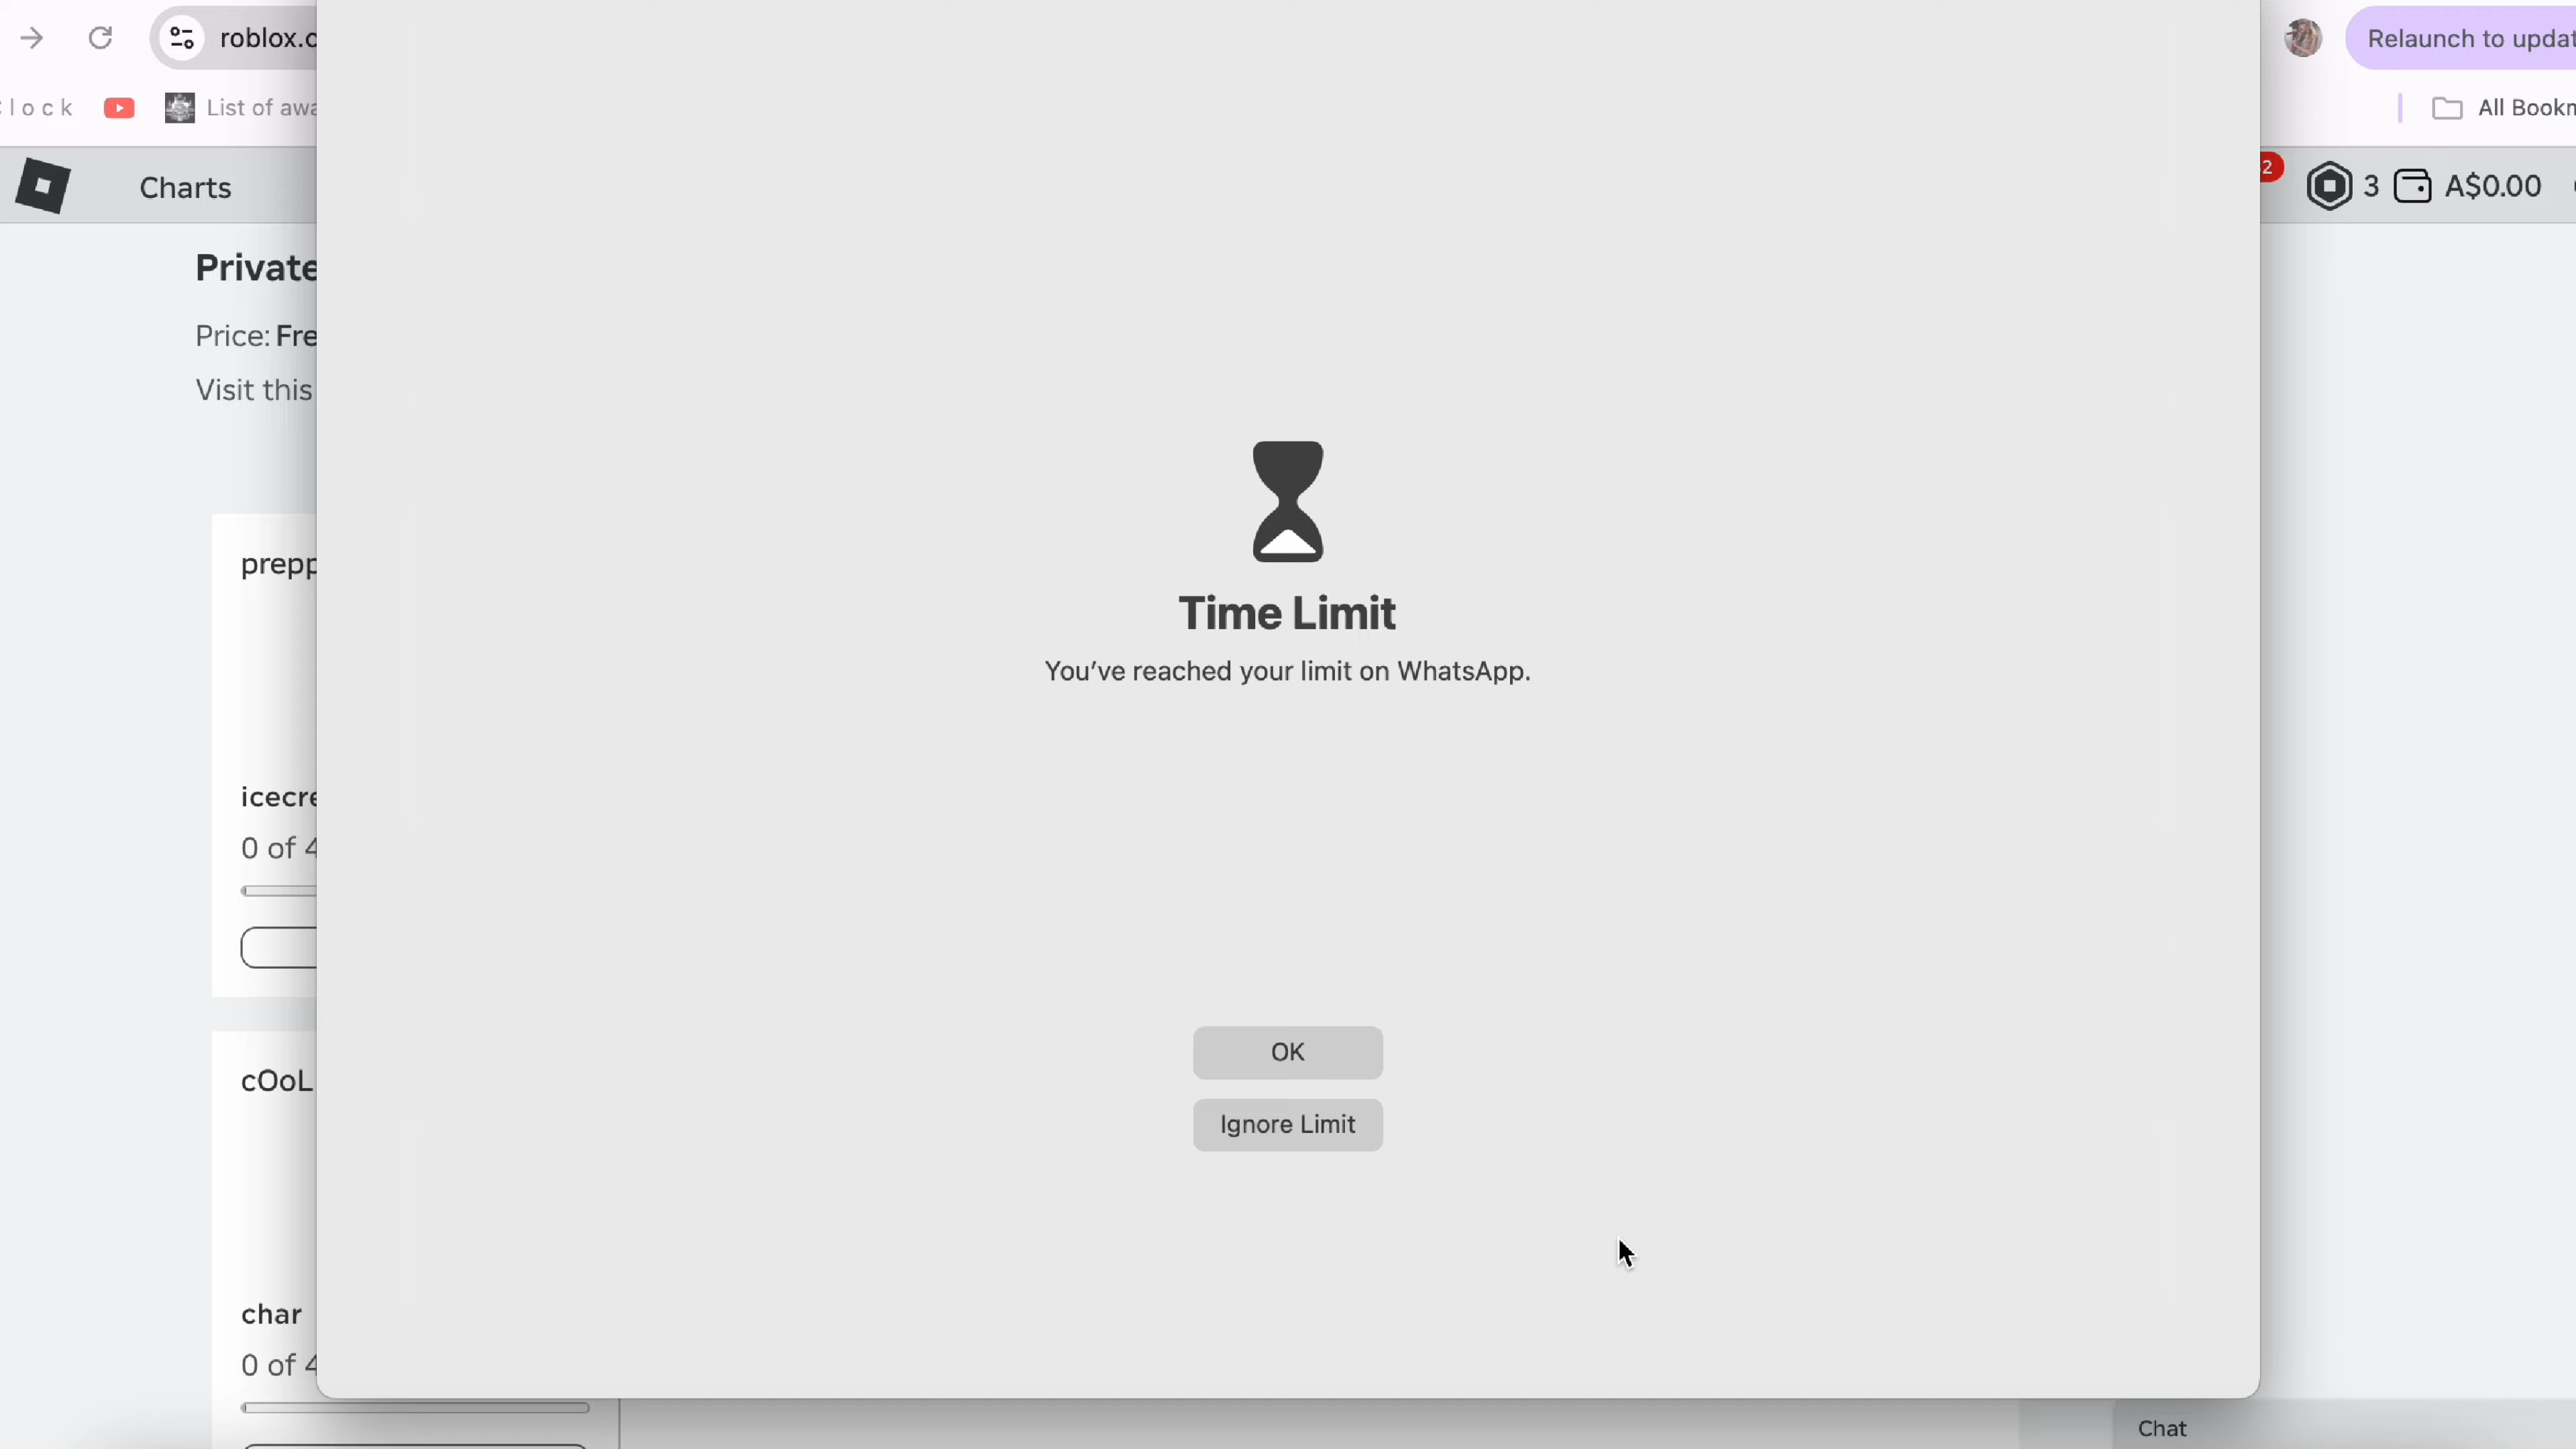 roblox.c
Relaunch to updat
c l o c k
List of awa
All Bookm
Charts
2
3
A$0.00
Private
Price: Fre
Visit this
prepp
icecre
0 of 4
cOoL
char
0 of 4
Time Limit
You've reached your limit on WhatsApp.
OK
Ignore Limit
Chat